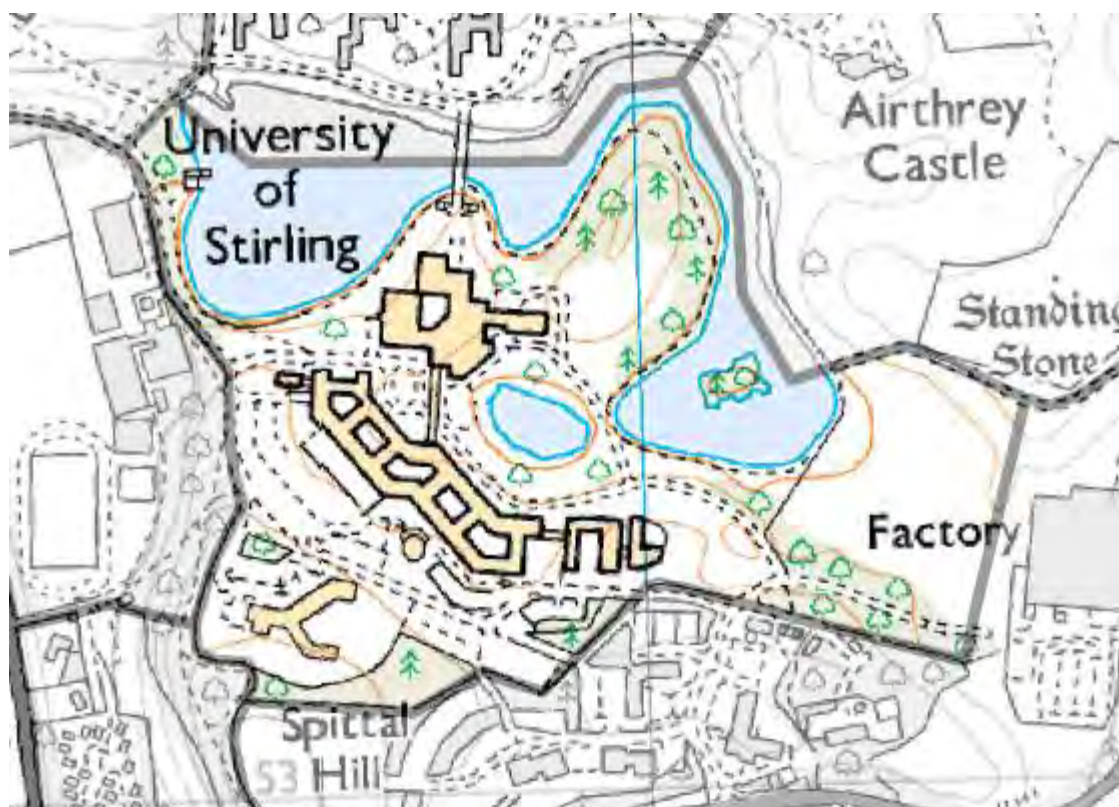 University
of
Stirling
Airthrey
Castle
Standing
Stone
Factory
Spittal
53 Hill